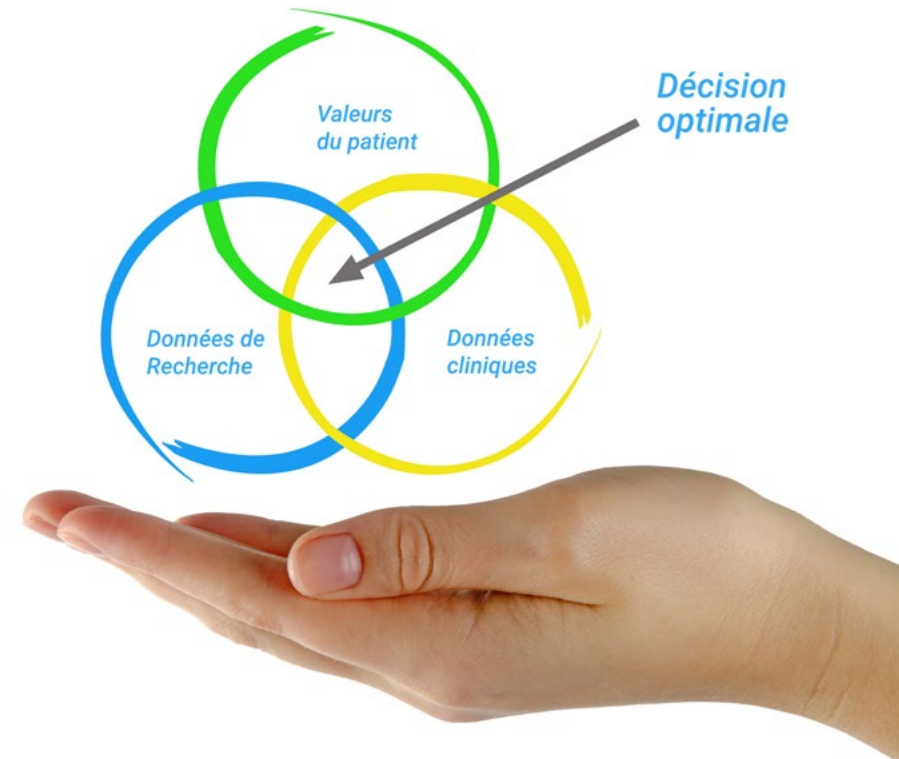 Valeurs
du patient
Décision
optimale
Données de
Recherche
Données
cliniques